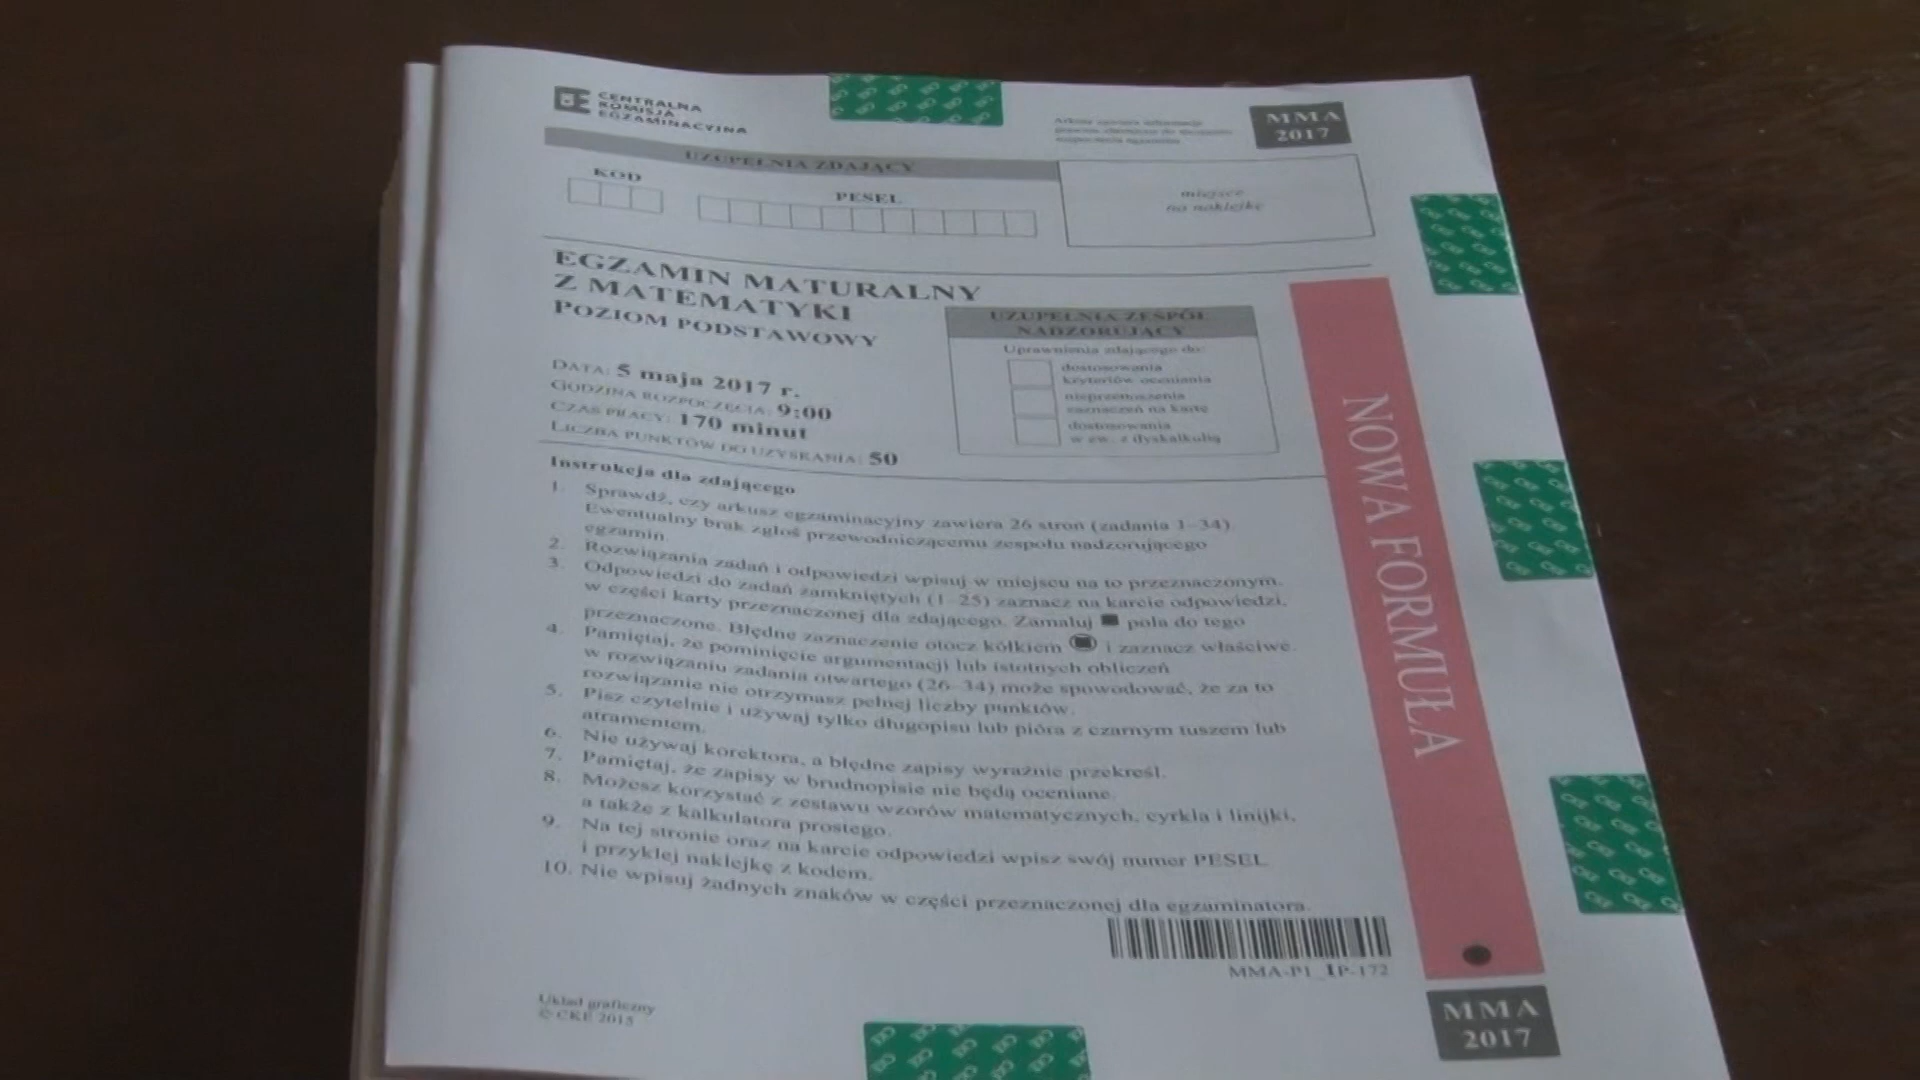 CENTRALNA
KOMISJA
EGZAMINACYJNA
Arkusz zawiera informacje
prawnie chronione do momentu
rozpoczęcia egzaminu.
MMA
2017
UZUPEŁNIA ZDAJĄCY
KOD
PESEL
miejsce
na naklejkę
EGZAMIN MATURALNY
Z MATEMATYKI
POZIOM PODSTAWOWY
DATA: 5 maja 2017 r.
GODZINA ROZPOCZĘCIA: 9:00
CZAS PRACY: 170 minut
LICZBA PUNKTÓW DO UZYSKANIA: 50
UZUPEŁNIA ZESPÓŁ
NADZORUJĄCY
Uprawnienia zdającego do:
dostosowania
kryteriów oceniania
nieprzenoszenia
zaznaczeń na kartę
dostosowania
w zw. z dyskalkulią
NOWA FORMUŁA
Instrukcja dla zdającego
1. Sprawdź, czy arkusz egzaminacyjny zawiera 26 stron (zadania 1–34).
Ewentualny brak zgłoś przewodniczącemu zespołu nadzorującego
egzamin.
2. Rozwiązania zadań i odpowiedzi wpisuj w miejscu na to przeznaczonym.
3. Odpowiedzi do zadań zamkniętych (1–25) zaznacz na karcie odpowiedzi,
w części karty przeznaczonej dla zdającego. Zamaluj ■ pola do tego
przeznaczone. Błędne zaznaczenie otocz kółkiem i zaznacz właściwe.
4. Pamiętaj, że pominięcie argumentacji lub istotnych obliczeń
w rozwiązaniu zadania otwartego (26–34) może spowodować, że za to
rozwiązanie nie otrzymasz pełnej liczby punktów.
5. Pisz czytelnie i używaj tylko długopisu lub pióra z czarnym tuszem lub
atramentem.
6. Nie używaj korektora, a błędne zapisy wyraźnie przekreśl.
7. Pamiętaj, że zapisy w brudnopisie nie będą oceniane.
8. Możesz korzystać z zestawu wzorów matematycznych, cyrkla i linijki,
a także z kalkulatora prostego.
9. Na tej stronie oraz na karcie odpowiedzi wpisz swój numer PESEL
i przyklej naklejkę z kodem.
10. Nie wpisuj żadnych znaków w części przeznaczonej dla egzaminatora.
MMA-P1_1P-172
Układ graficzny
© CKE 2015
MMA
2017